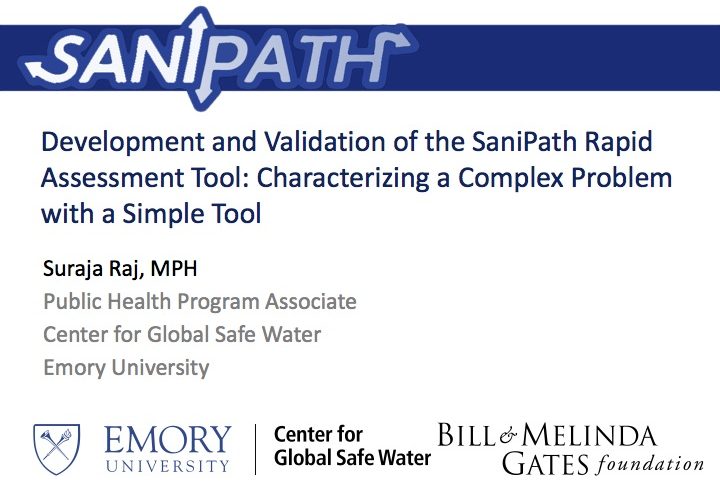 SANIPATH
Development and Validation of the SaniPath Rapid
Assessment Tool: Characterizing a Complex Problem
with a Simple Tool
Suraja Raj, MPH
Public Health Program Associate
Center for Global Safe Water
Emory University
EMORY
UNIVERSITY
Center for
Global Safe Water
BILL & MELINDA
GATES foundation